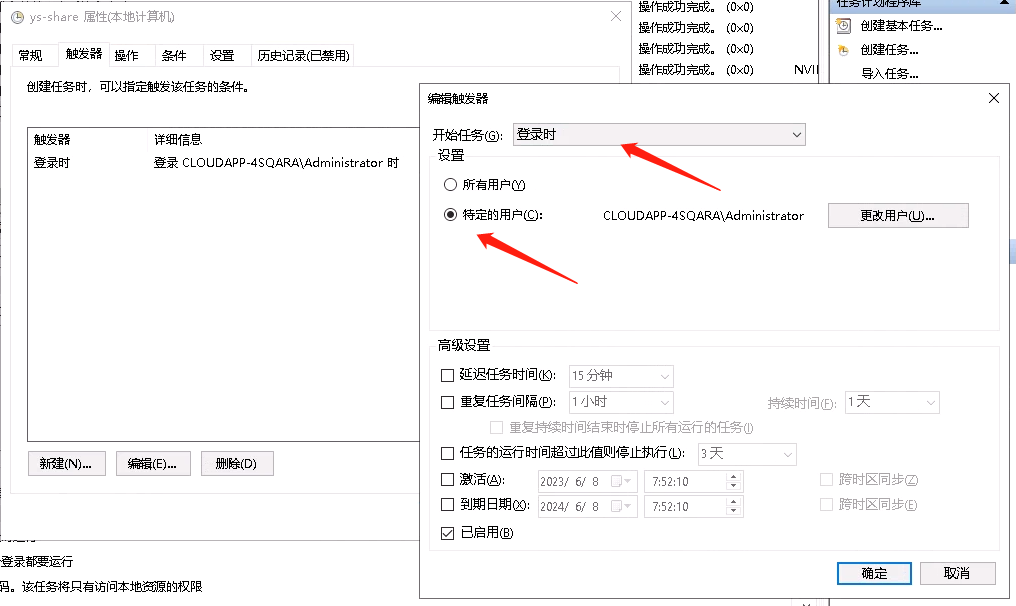 ys-share 属性(本地计算机)
常规 触发器 操作 条件 设置 历史记录(已禁用)
创建任务时，可以指定触发该任务的条件。
触发器 详细信息
登录时 登录 CLOUDAPP-4SQARA\Administrator 时
新建(N)... 编辑(E)... 删除(D)
登录都要运行
码。该任务将只有访问本地资源的权限
操作成功完成。 (0x0)
操作成功完成。 (0x0)
操作成功完成。 (0x0)
操作成功完成。 (0x0) NVII
任务计划程序库
创建基本任务...
创建任务...
导入任务...
编辑触发器
开始任务(G): 登录时
设置
所有用户(Y)
特定的用户(C): CLOUDAPP-4SQARA\Administrator 更改用户(U)...
高级设置
延迟任务时间(K): 15 分钟
重复任务间隔(P): 1 小时 持续时间(F): 1 天
重复持续时间结束时停止所有运行的任务(I)
任务的运行时间超过此值则停止执行(L): 3 天
激活(A): 2023/ 6/ 8 7:52:10 跨时区同步(Z)
到期日期(X): 2024/ 6/ 8 7:52:10 跨时区同步(E)
已启用(B)
确定 取消